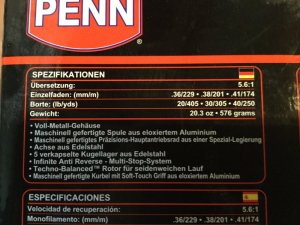 PENN
SPEZIFIKATIONEN
Übersetzung: 5.6:1
Einzelfaden: (mm/m) .36/229 • .38/201 • .41/174
Borte: (lb/yds) 20/405 • 30/305 • 40/250
Gewicht: 20.3 oz • 576 grams
• Voll-Metall-Gehäuse
• Maschinell gefertigte Spule aus eloxiertem Aluminium
• Maschinell gefertigtes Präzisions-Hauptantriebsrad aus einer Spezial-Legierung
• Achse aus Edelstahl
• 5 verkapselte Kugellager aus Edelstahl
• Infinite Anti Reverse - Multi-Stop-System
• Techno-Balanced™ Rotor für seidenweichen Lauf
• Maschinell gefertigte Kurbel mit Soft-Touch Griff aus eloxiertem Aluminium
ESPECIFICACIONES
Velocidad de recuperación: 5.6:1
Monofilamento: (mm/m) .36/229 • .38/201 • .41/174